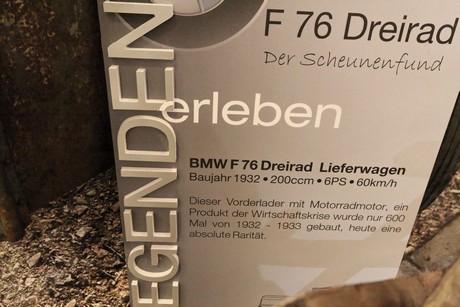 F 76 Dreirad
Der Scheunenfund
EGENDEN
erleben
BMW F 76 Dreirad Lieferwagen
Baujahr 1932 • 200ccm • 6PS • 60km/h
Dieser Vorderlader mit Motorradmotor, ein
Produkt der Wirtschaftskrise wurde nur 600
Mal von 1932 - 1933 gebaut, heute eine
absolute Rarität.